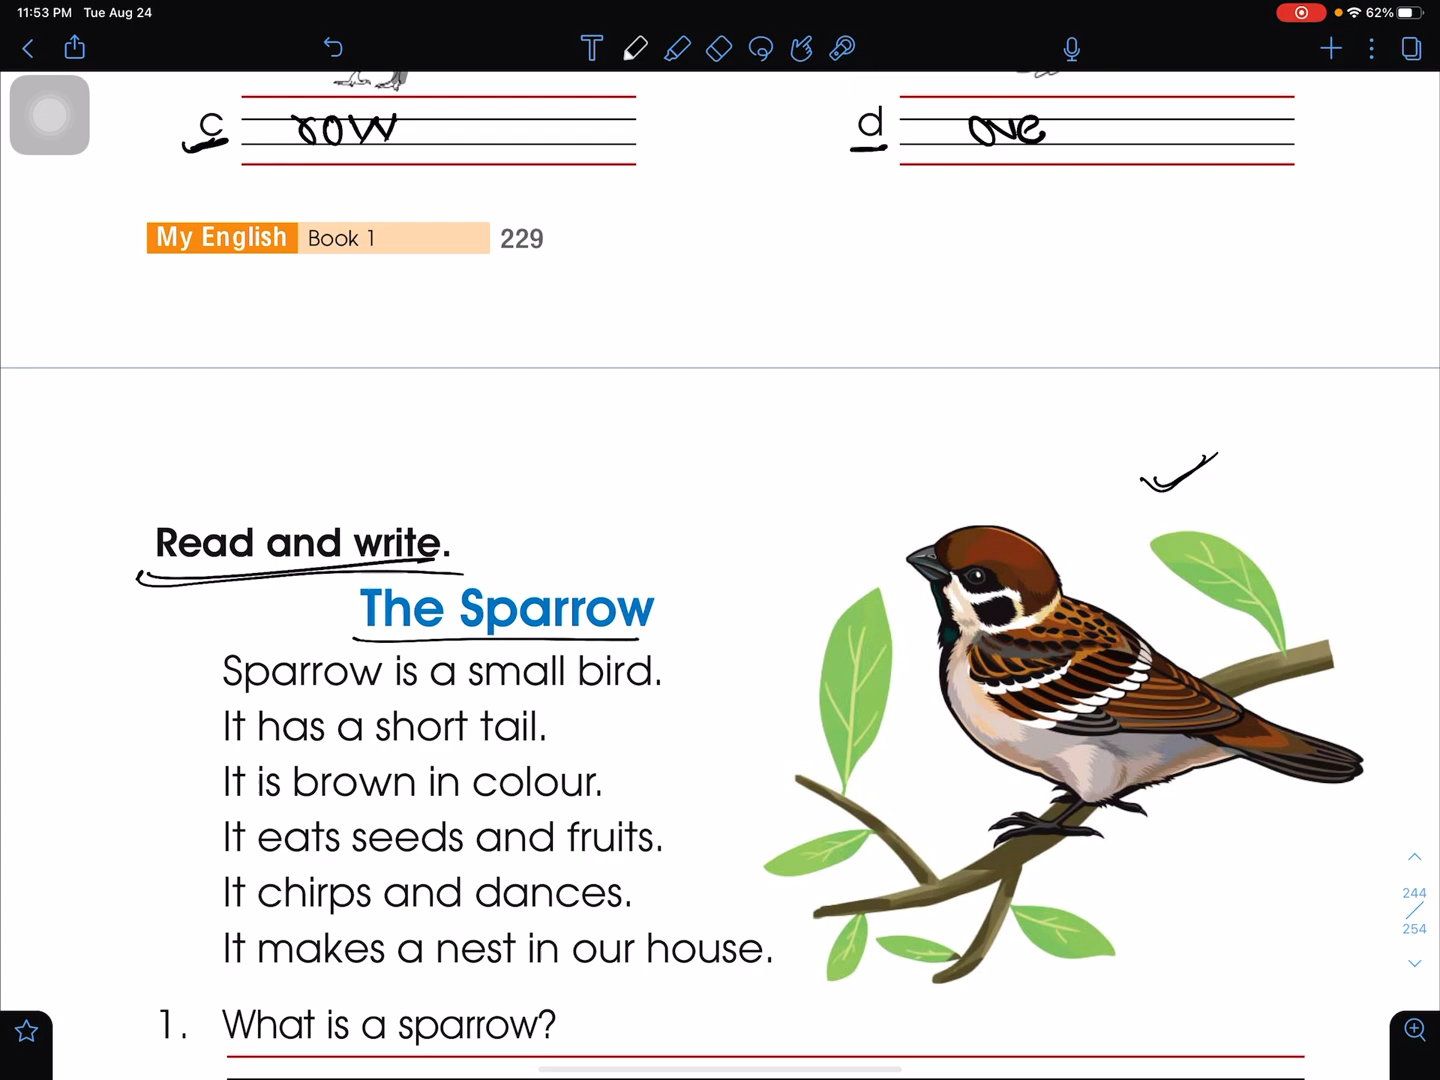 11:53 PM Tue Aug 24
62%
c row
d ove
My English Book 1 229
Read and write.
The Sparrow
Sparrow is a small bird.
It has a short tail.
It is brown in colour.
It eats seeds and fruits.
It chirps and dances.
It makes a nest in our house.
244
254
1. What is a sparrow?